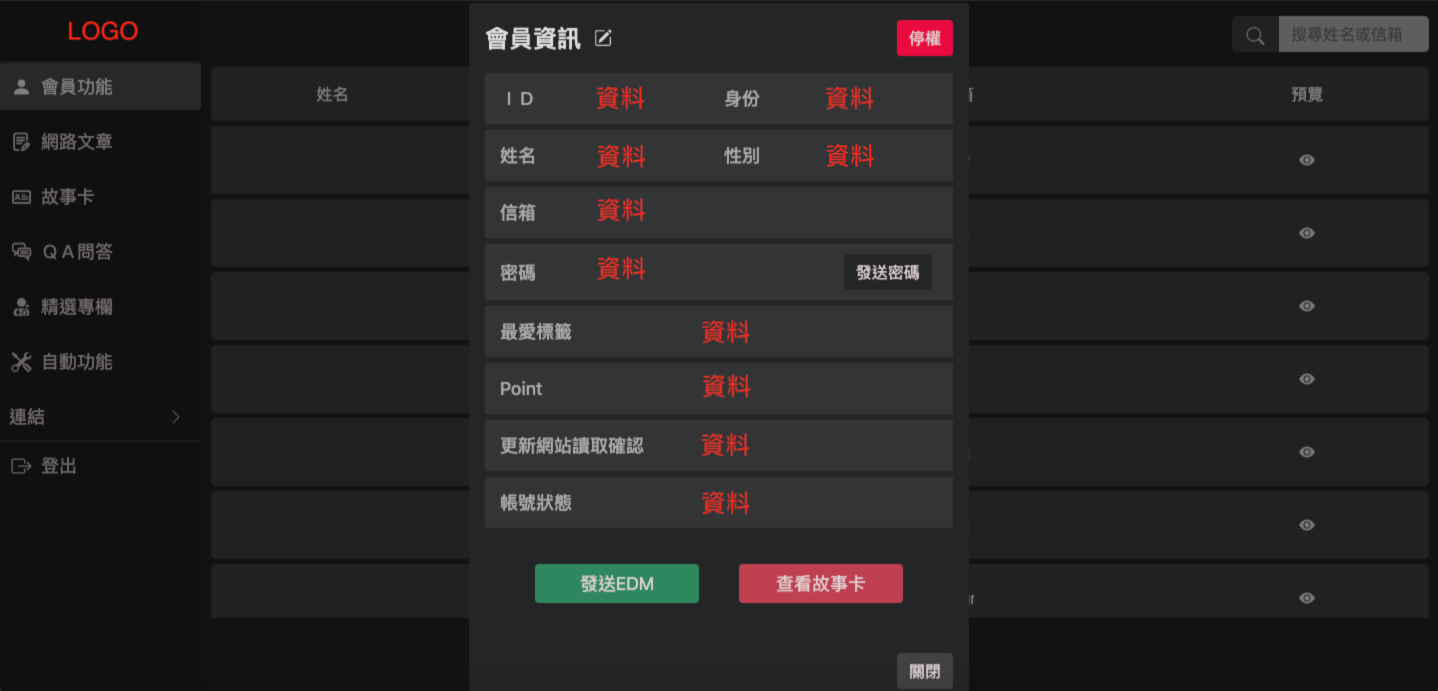 LOGO
會員功能
網路文章
故事卡
ＱＡ問答
精選專欄
自動功能
連結
登出
姓名
會員資訊
停權
ＩＤ 資料 身份 資料
姓名 資料 性別 資料
信箱 資料
密碼 資料 發送密碼
最愛標籤 資料
Point 資料
更新網站讀取確認 資料
帳號狀態 資料
發送EDM 查看故事卡
關閉
搜尋姓名或信箱
預覽